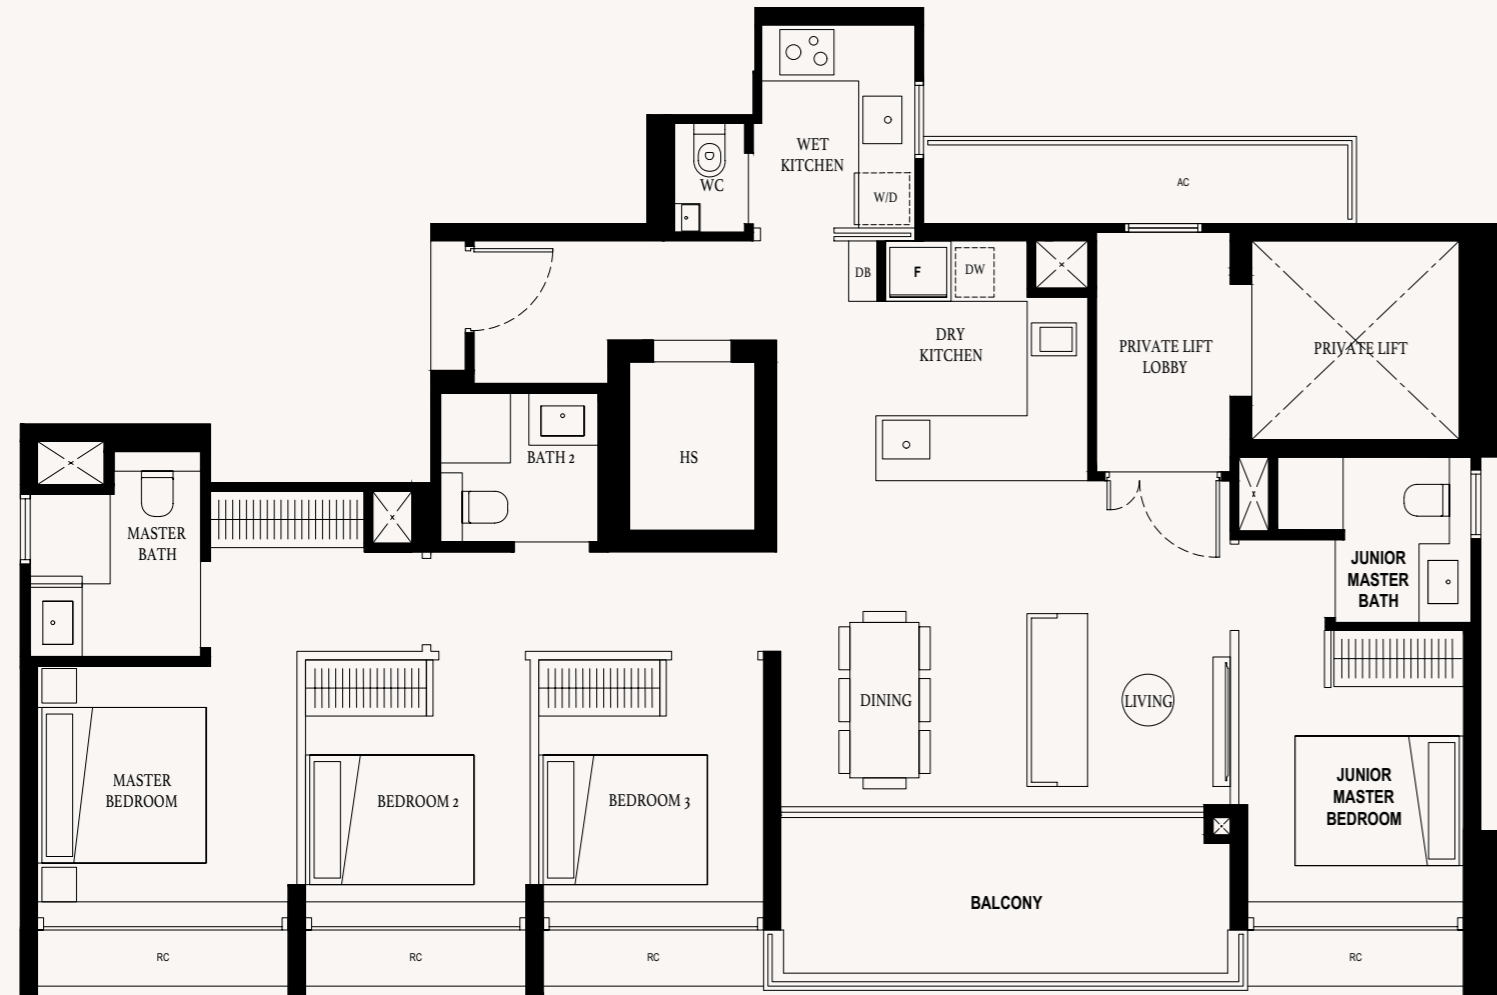 WET
KITCHEN
WC
W/D
AC
DB
F
DW
DRY
KITCHEN
PRIVATE LIFT
LOBBY
PRIVATE LIFT
BATH 2
HS
MASTER
BATH
JUNIOR
MASTER
BATH
DINING
LIVING
MASTER
BEDROOM
BEDROOM 2
BEDROOM 3
JUNIOR
MASTER
BEDROOM
BALCONY
RC
RC
RC
RC